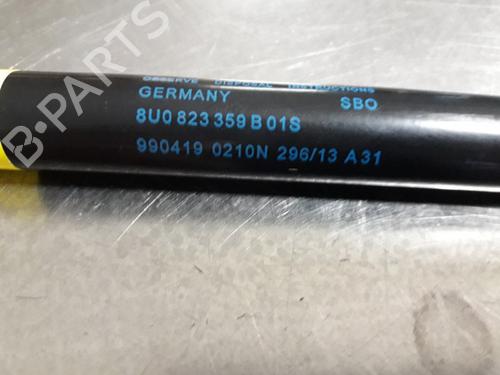 B-PARTS
OBSERVE DISPOSAL INSTRUCTIONS
GERMANY SBO
8U0 823 359 B 01S
990419 0210N 296/13 A31